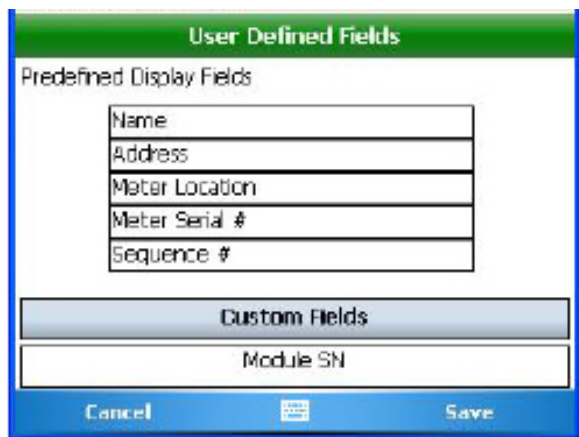 User Defined Fields
Predefined Display Fields
Name
Address
Meter Location
Meter Serial #
Sequence #
Custom Fields
Module SN
Cancel Save